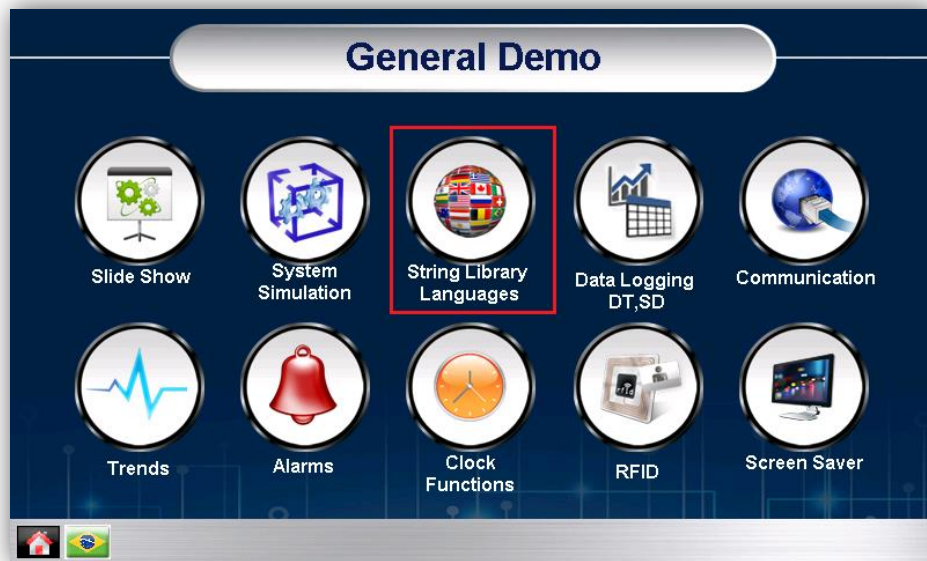 General Demo
Slide Show
System
Simulation
String Library
Languages
Data Logging
DT,SD
Communication
Trends
Alarms
Clock
Functions
rfid
RFID
Screen Saver